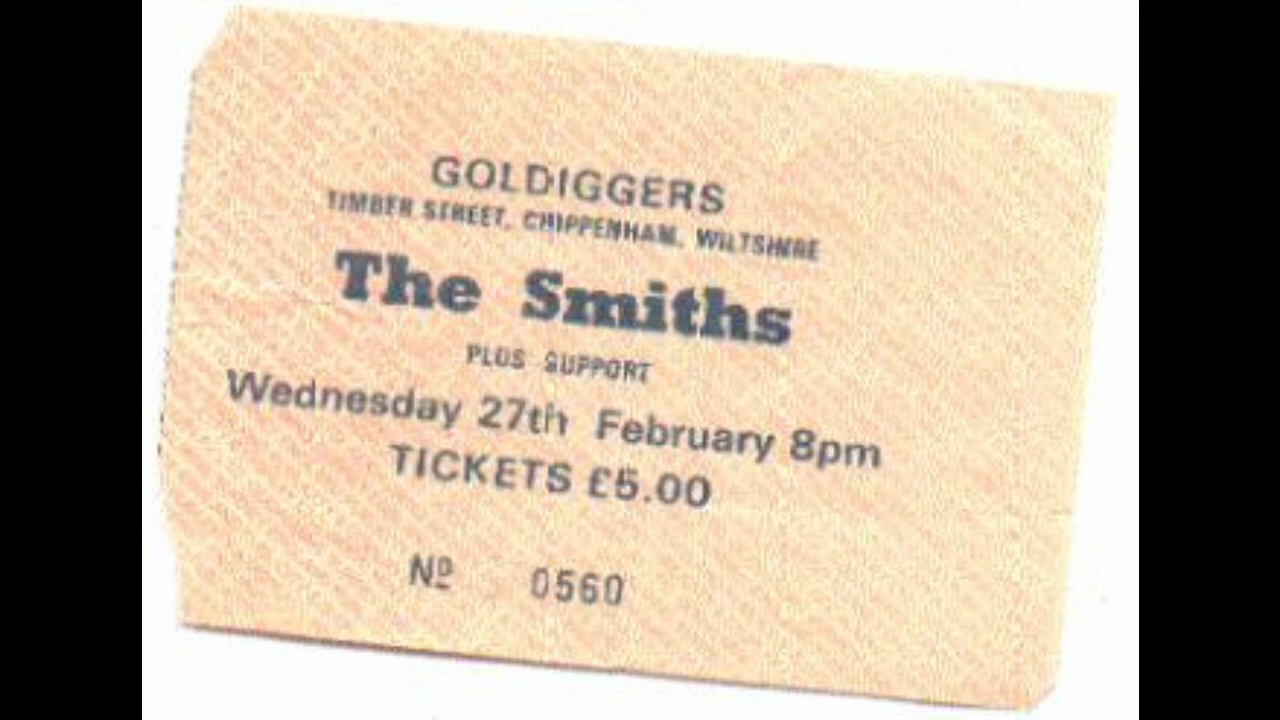 GOLDIGGERS
TIMBER STREET, CHIPPENHAM, WILTSHIRE
The Smiths
PLUS SUPPORT
Wednesday 27th February 8pm
TICKETS £5.00
Nº 0560